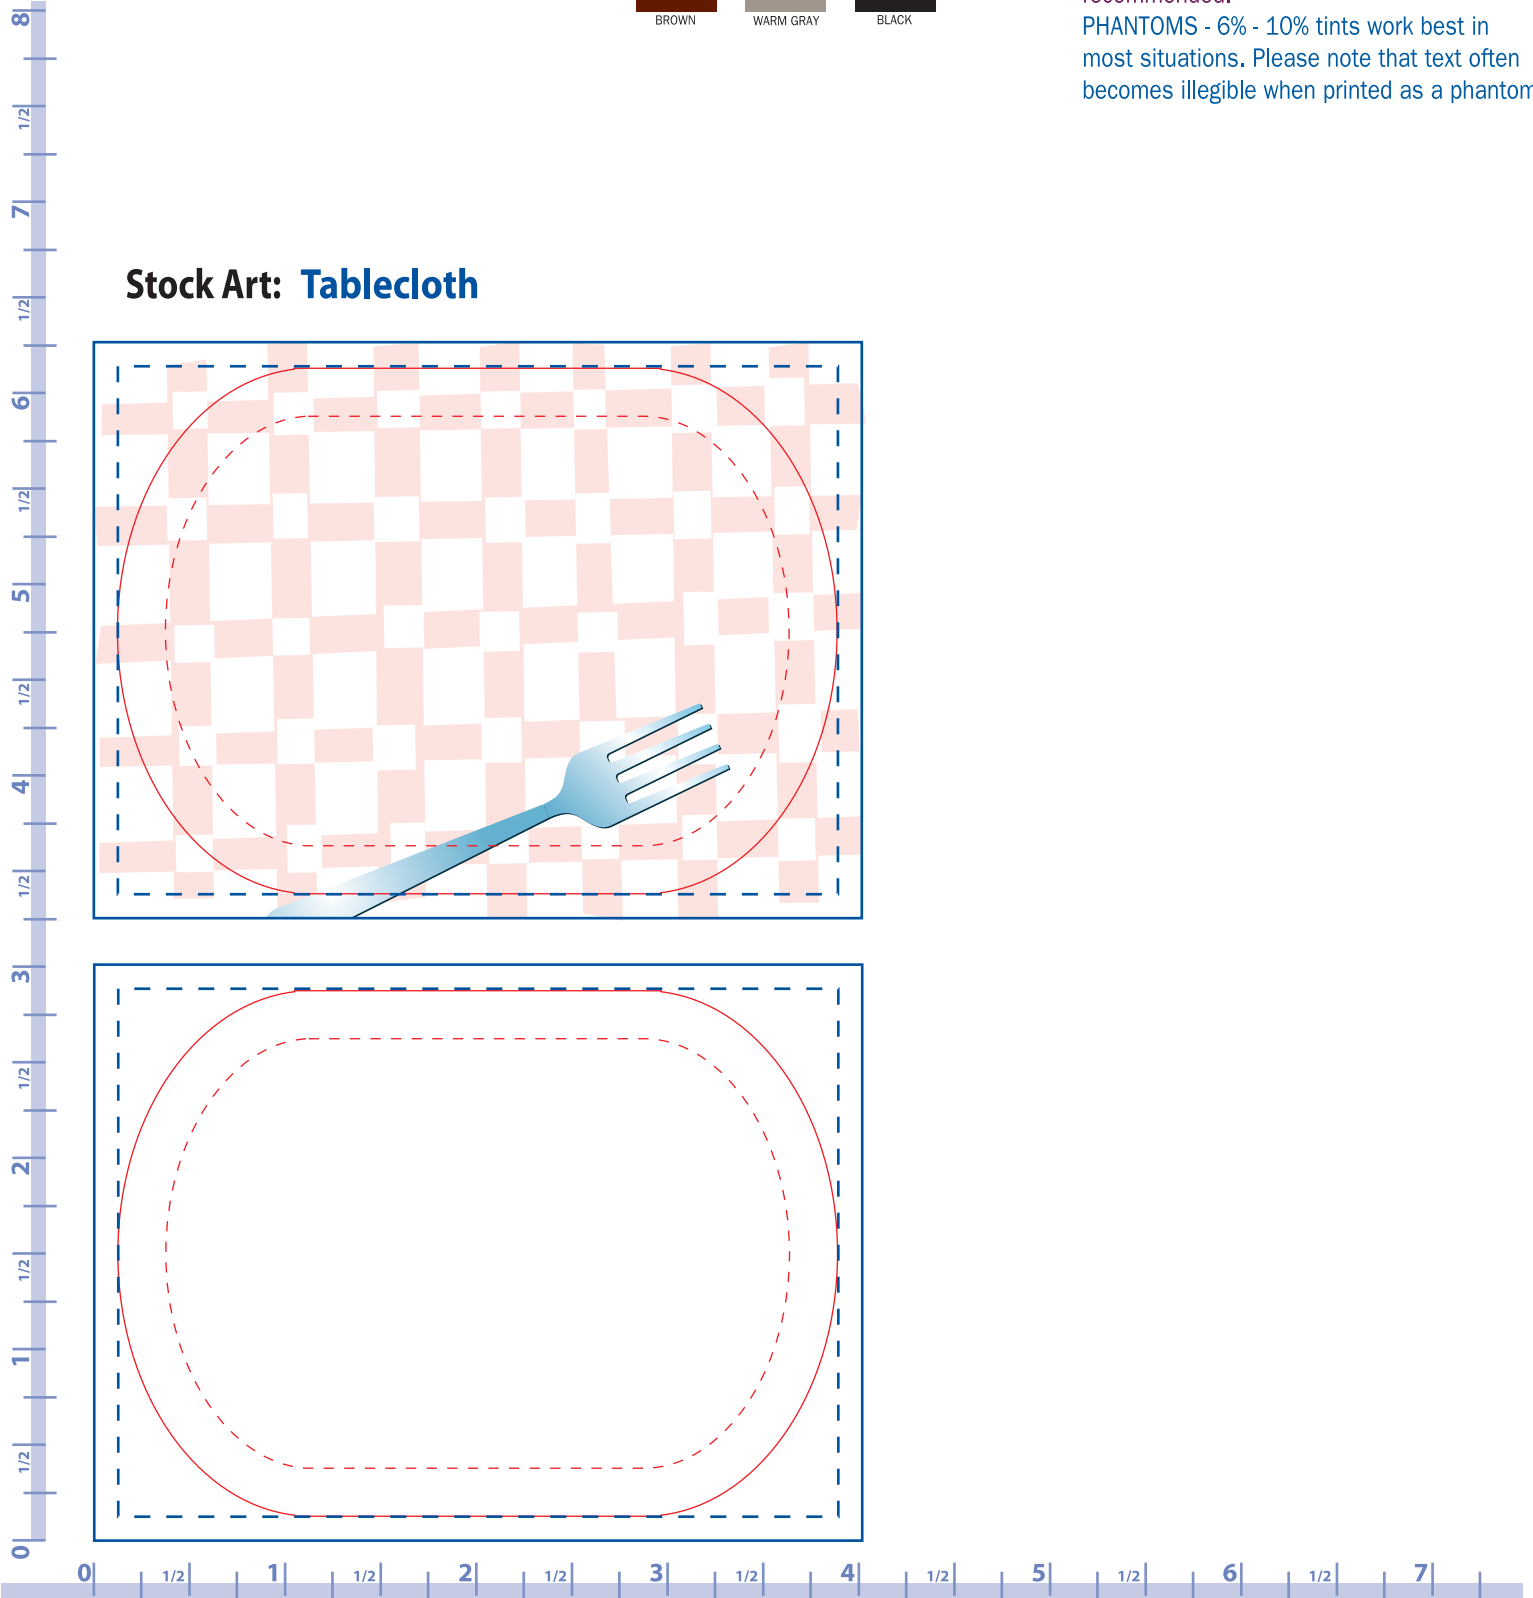 recommended.
PHANTOMS - 6% - 10% tints work best in
most situations. Please note that text often
becomes illegible when printed as a phantom
BROWN
WARM GRAY
BLACK
Stock Art: Tablecloth
8
1/2
7
1/2
6
1/2
5
1/2
4
1/2
3
1/2
2
1/2
1
1/2
0
0 1/2 1 1/2 2 1/2 3 1/2 4 1/2 5 1/2 6 1/2 7